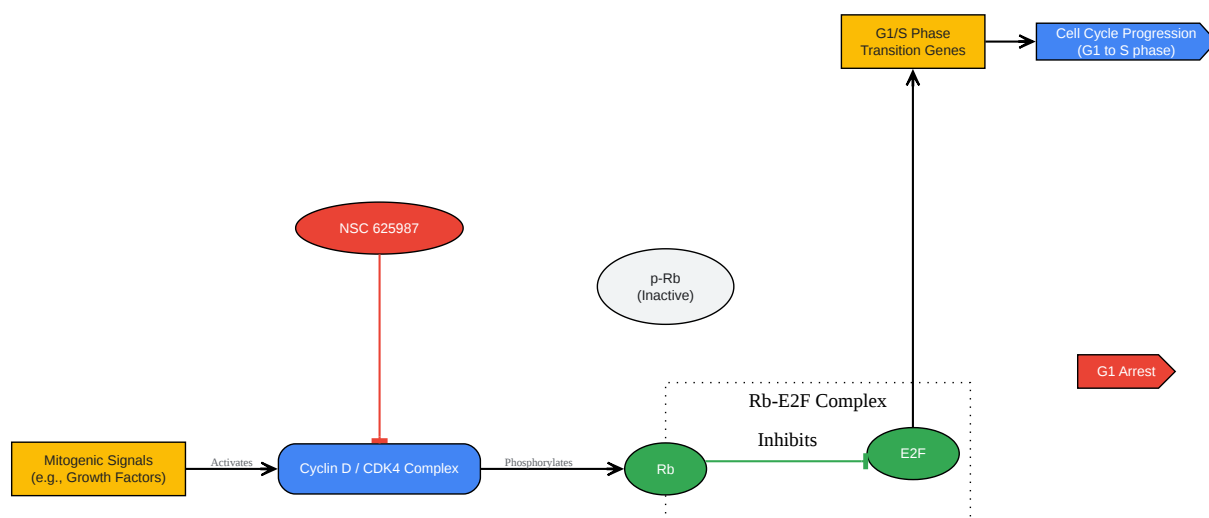 G1/S Phase
Transition Genes
Cell Cycle Progression
(G1 to S phase)
NSC 625987
p-Rb
(Inactive)
G1 Arrest
Rb-E2F Complex
Inhibits
Mitogenic Signals
(e.g., Growth Factors)
Activates
Cyclin D / CDK4 Complex
Phosphorylates
Rb
E2F